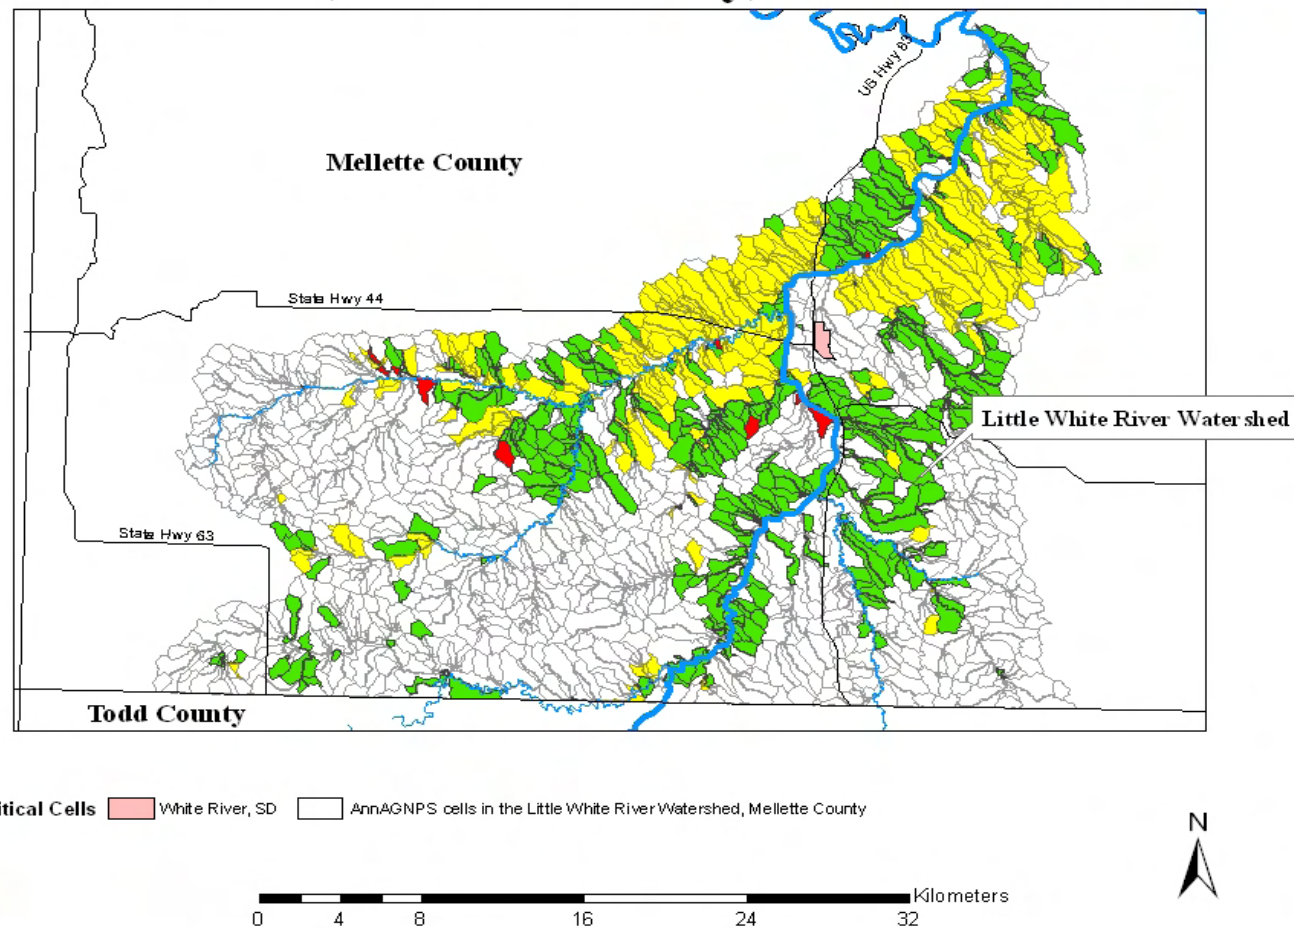 US Hwy 83
Mellette County
State Hwy 44
Little White River Watershed
State Hwy 63
Todd County
Cells White River, SD AnnAGNPS cells in the Little White River Watershed, Mellette County
N
Kilometers
0 4 8 16 24 32